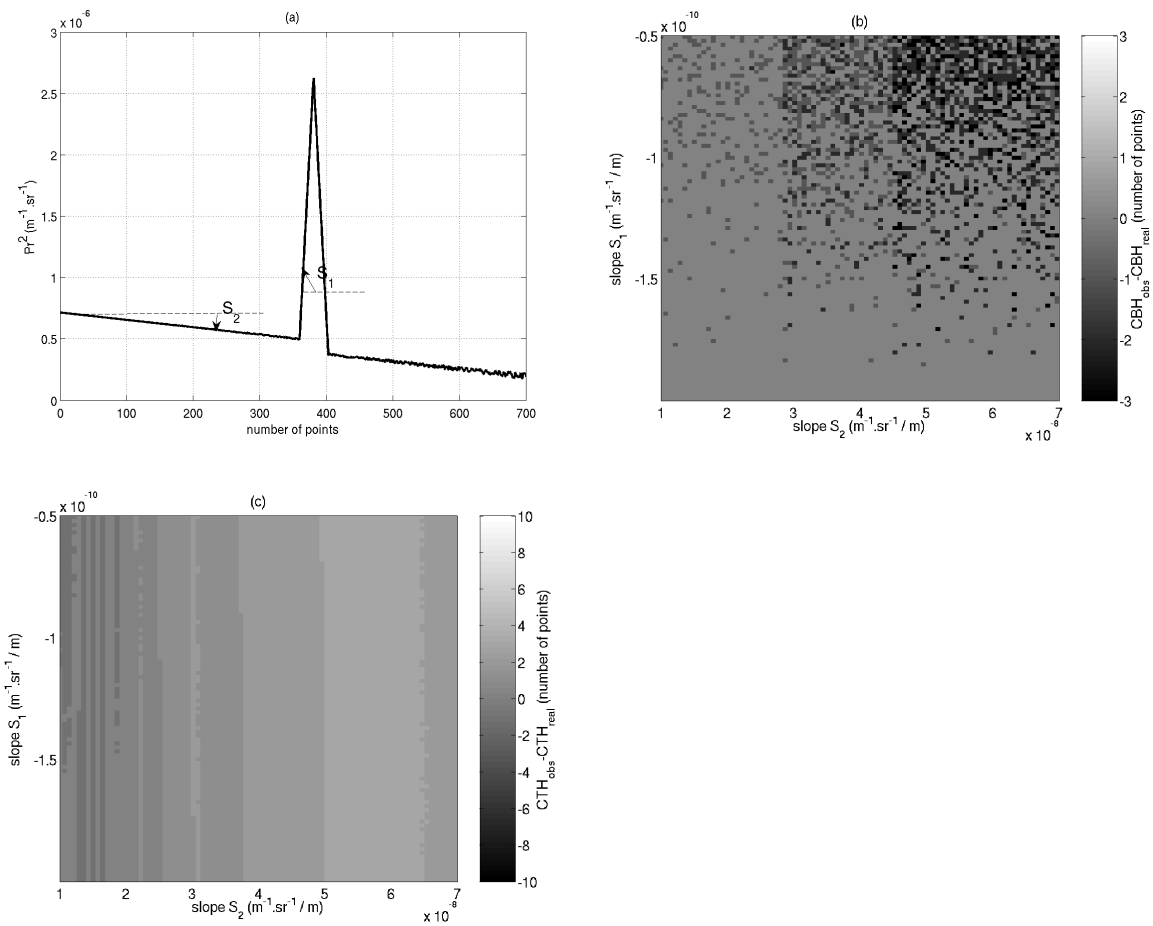 (a)
x 10^-6
3
2.5
2
1.5
1
0.5
0
Pr^2 (m^-1.sr^-1)
S_1
S_2
0 100 200 300 400 500 600 700
number of points
(b)
x 10^-10
-0.5
-1
-1.5
slope S_1 (m^-1.sr^-1 / m)
1 2 3 4 5 6 7
slope S_2 (m^-1.sr^-1 / m)
x 10^-8
3
2
1
0
-1
-2
-3
CBH_obs-CBH_real (number of points)
(c)
x 10^-10
-0.5
-1
-1.5
slope S_1 (m^-1.sr^-1 / m)
1 2 3 4 5 6 7
slope S_2 (m^-1.sr^-1 / m)
x 10^-8
10
8
6
4
2
0
-2
-4
-6
-8
-10
CTH_obs-CTH_real (number of points)